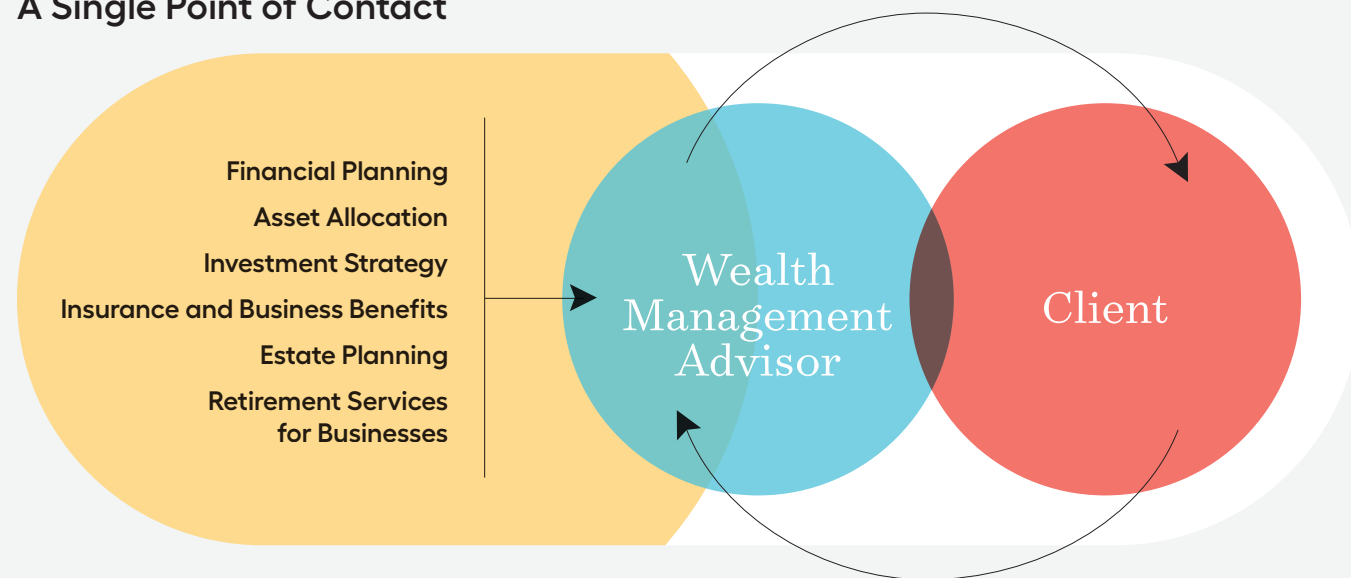 A Single Point of Contact
Financial Planning
Asset Allocation
Investment Strategy
Insurance and Business Benefits
Estate Planning
Retirement Services
for Businesses
Wealth
Management
Advisor
Client